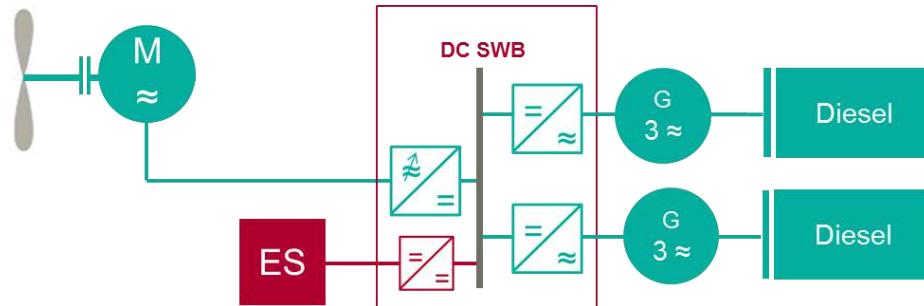 M
≈
DC SWB
=
≈
G
3 ≈
Diesel
≈
=
ES
=
=
=
≈
G
3 ≈
Diesel